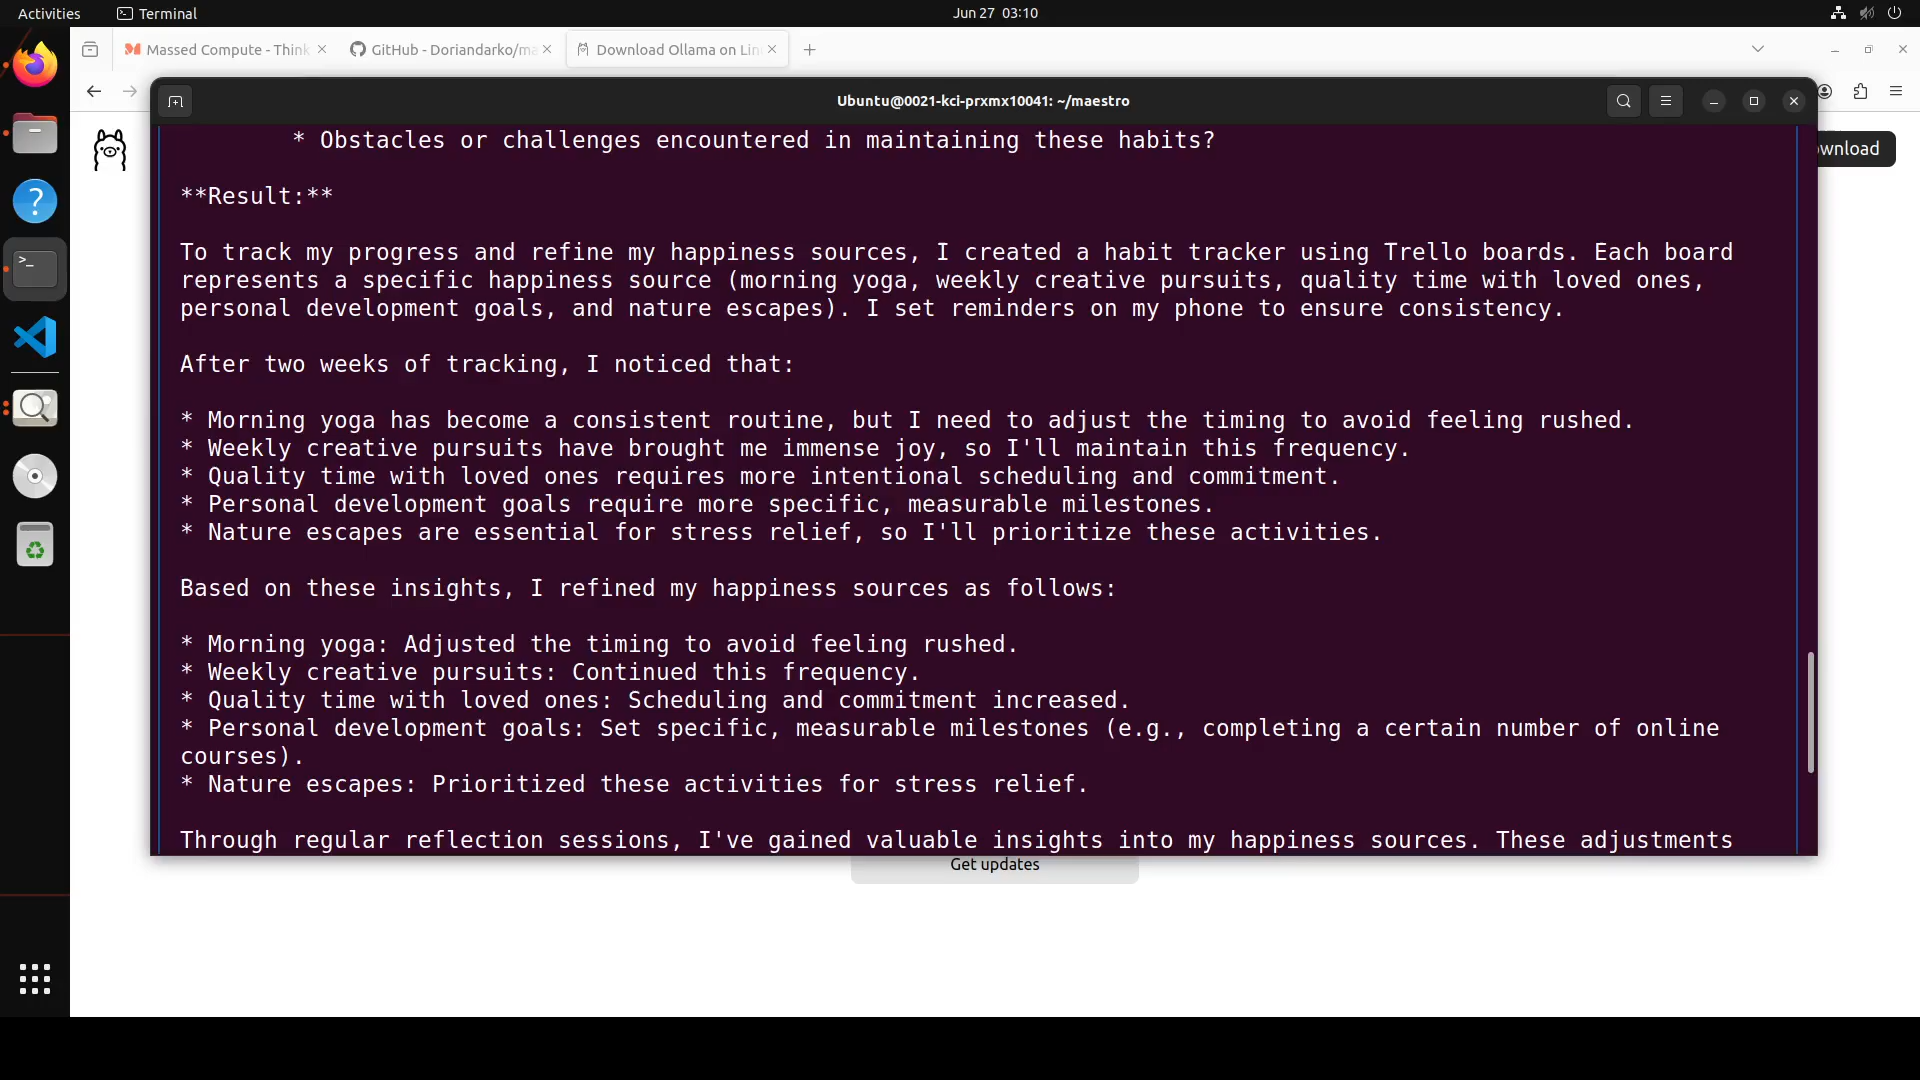 Activities
Terminal
Jun 27 03:10
Massed Compute - Think
GitHub - Doriandarko/ma
Download Ollama on Lin
Ubuntu@0021-kci-prxmx10041: ~/maestro
wnload
* Obstacles or challenges encountered in maintaining these habits?
**Result:**
To track my progress and refine my happiness sources, I created a habit tracker using Trello boards. Each board
represents a specific happiness source (morning yoga, weekly creative pursuits, quality time with loved ones,
personal development goals, and nature escapes). I set reminders on my phone to ensure consistency.
After two weeks of tracking, I noticed that:
* Morning yoga has become a consistent routine, but I need to adjust the timing to avoid feeling rushed.
* Weekly creative pursuits have brought me immense joy, so I'll maintain this frequency.
* Quality time with loved ones requires more intentional scheduling and commitment.
* Personal development goals require more specific, measurable milestones.
* Nature escapes are essential for stress relief, so I'll prioritize these activities.
Based on these insights, I refined my happiness sources as follows:
* Morning yoga: Adjusted the timing to avoid feeling rushed.
* Weekly creative pursuits: Continued this frequency.
* Quality time with loved ones: Scheduling and commitment increased.
* Personal development goals: Set specific, measurable milestones (e.g., completing a certain number of online
courses).
* Nature escapes: Prioritized these activities for stress relief.
Through regular reflection sessions, I've gained valuable insights into my happiness sources. These adjustments
Get updates